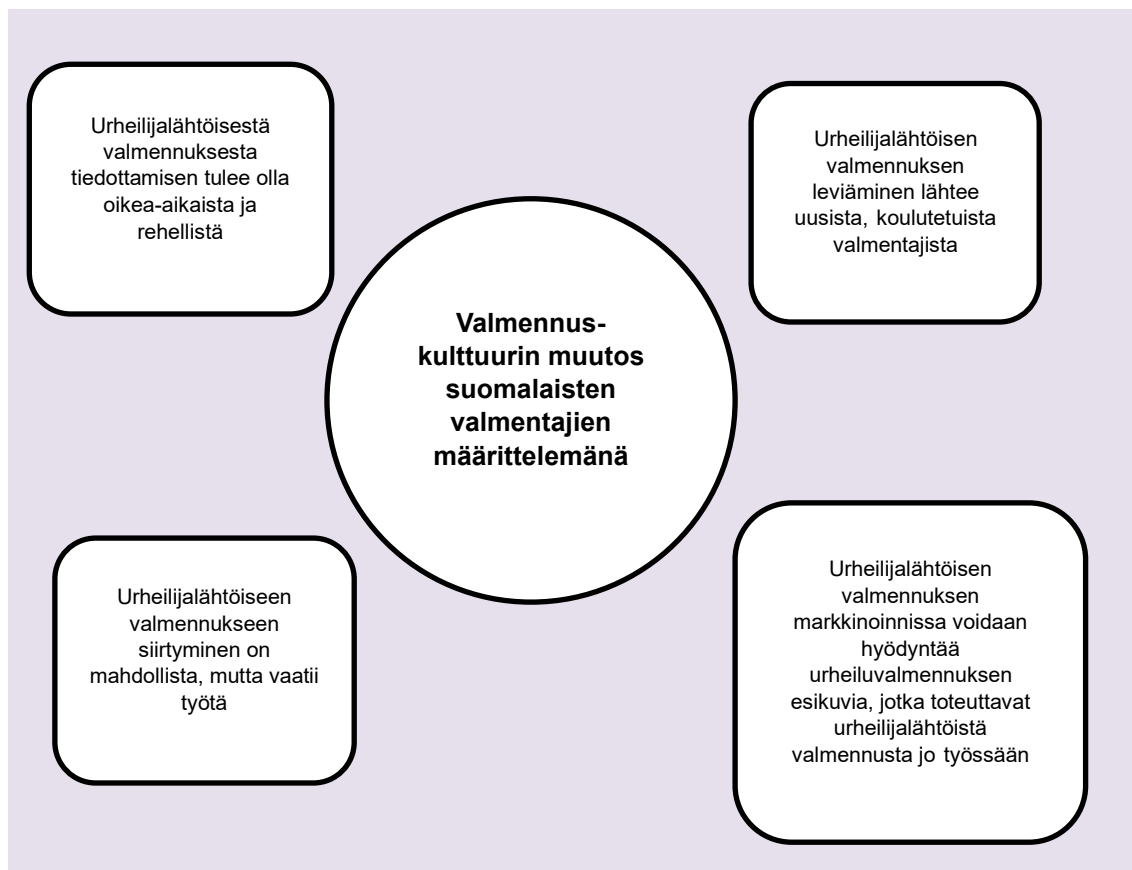 Urheilijalähtöisestä
valmennuksesta
tiedottamisen tulee olla
oikea-aikaista ja
rehellistä
Urheilijalähtöisen
valmennuksen
leviäminen lähtee
uusista, koulutetuista
valmentajista
Valmennus-
kulttuurin muutos
suomalaisten
valmentajien
määrittelemänä
Urheilijalähtöiseen
valmennukseen
siirtyminen on
mahdollista, mutta vaatii
työtä
Urheilijalähtöisen
valmennuksen
markkinoinnissa voidaan
hyödyntää
urheiluvalmennuksen
esikuvia, jotka toteuttavat
urheilijalähtöistä
valmennusta jo työssään